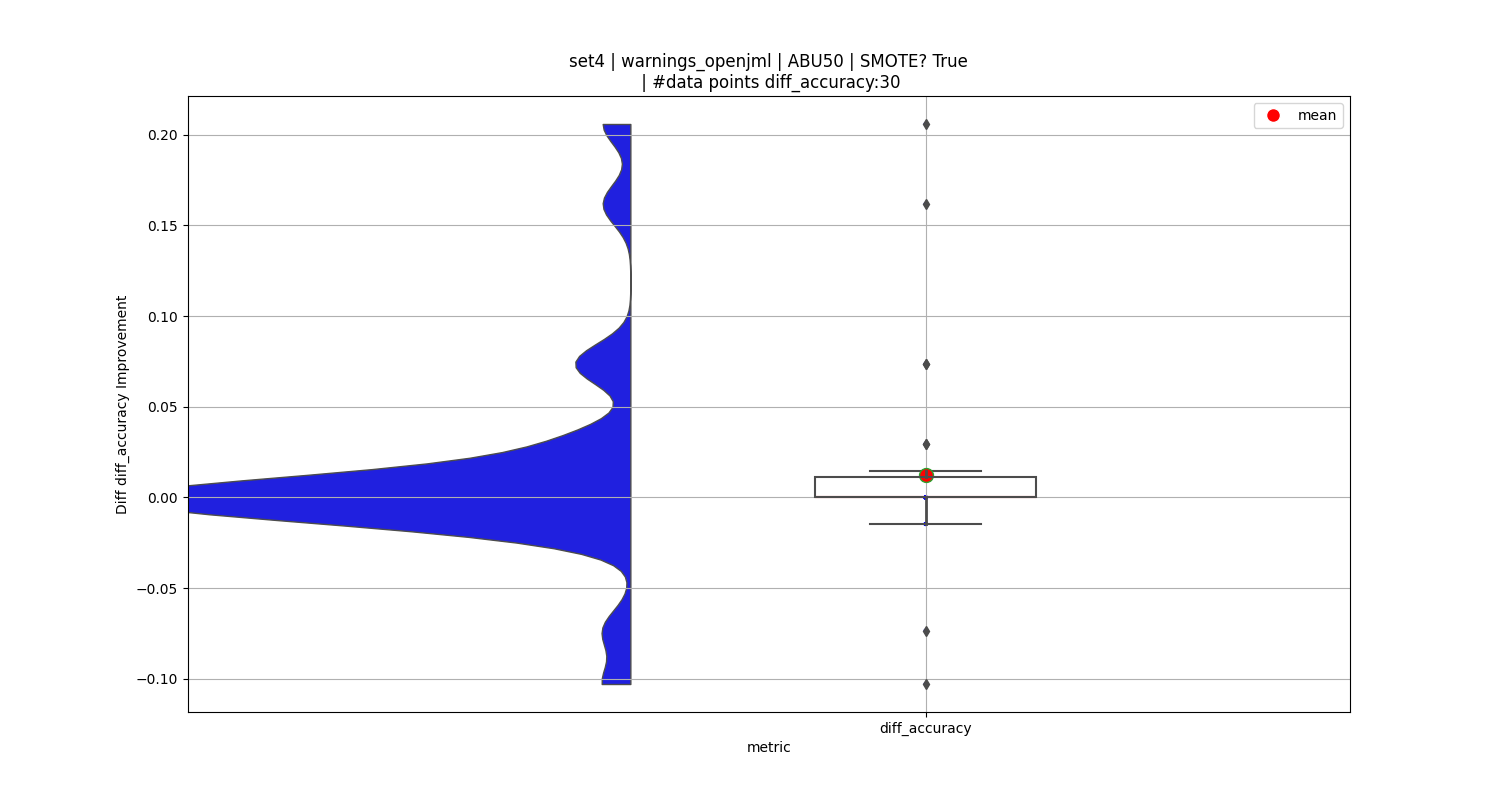 set4 | warnings_openjml | ABU50 | SMOTE? True
| #data points diff_accuracy:30
mean
0.20
0.15
0.10
0.05
0.00
−0.05
−0.10
Diff diff_accuracy Improvement
diff_accuracy
metric